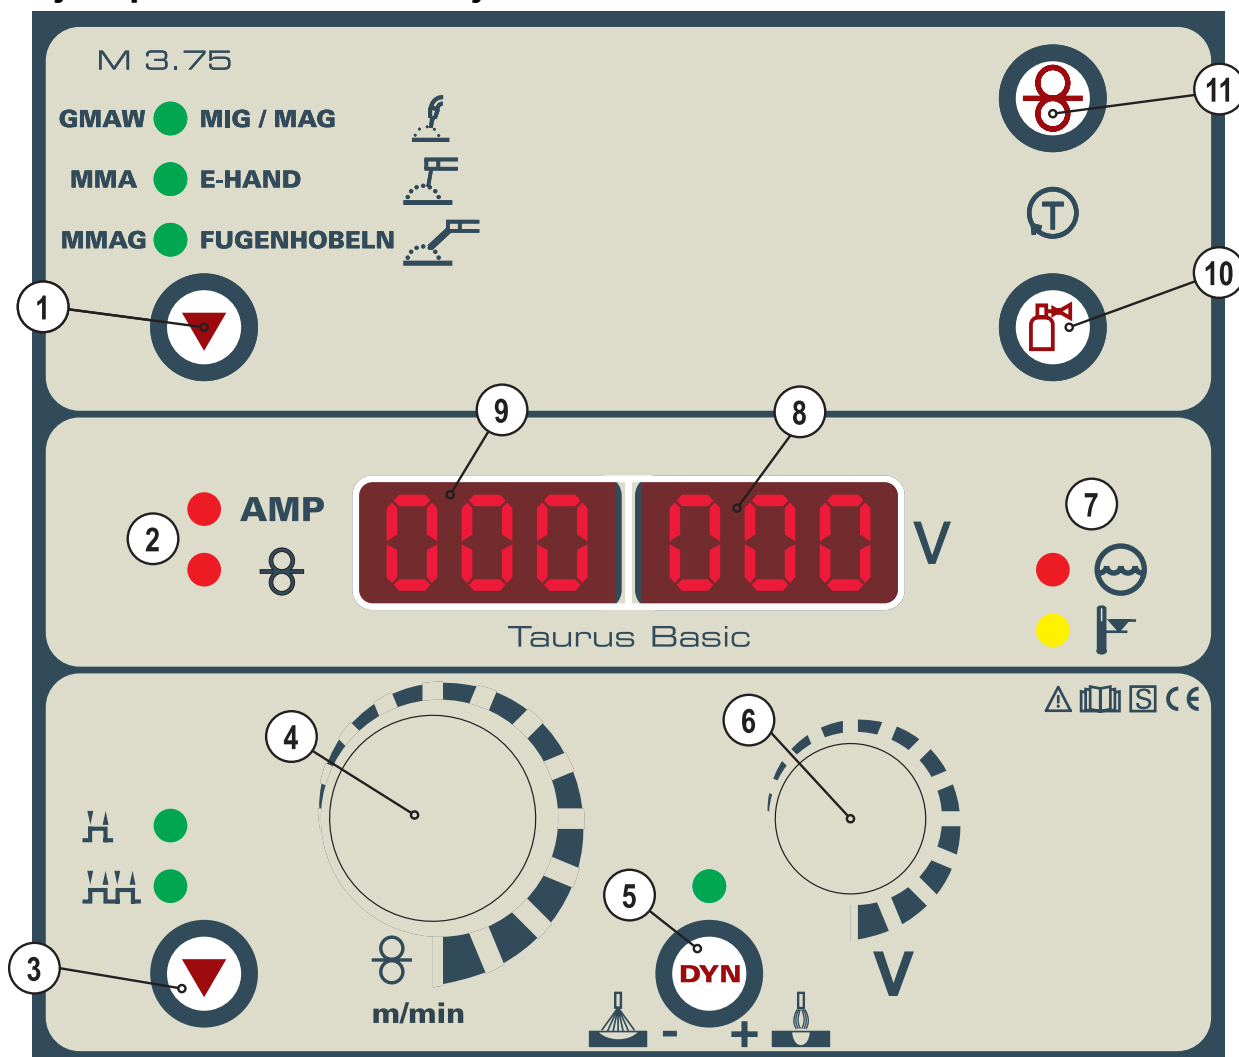 M 3.75
GMAW MIG / MAG
MMA E-HAND
MMAG FUGENHOBELN
T
1
11
10
9
8
7
2
AMP
000
000
V
Taurus Basic
S CE
4
6
5
3
DYN
V
m/min
- +